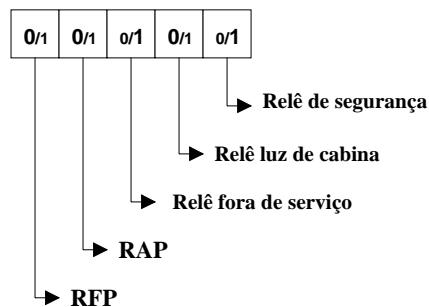 0/1 0/1 0/1 0/1 0/1
Relê de segurança
Relê luz de cabina
Relê fora de serviço
RAP
RFP